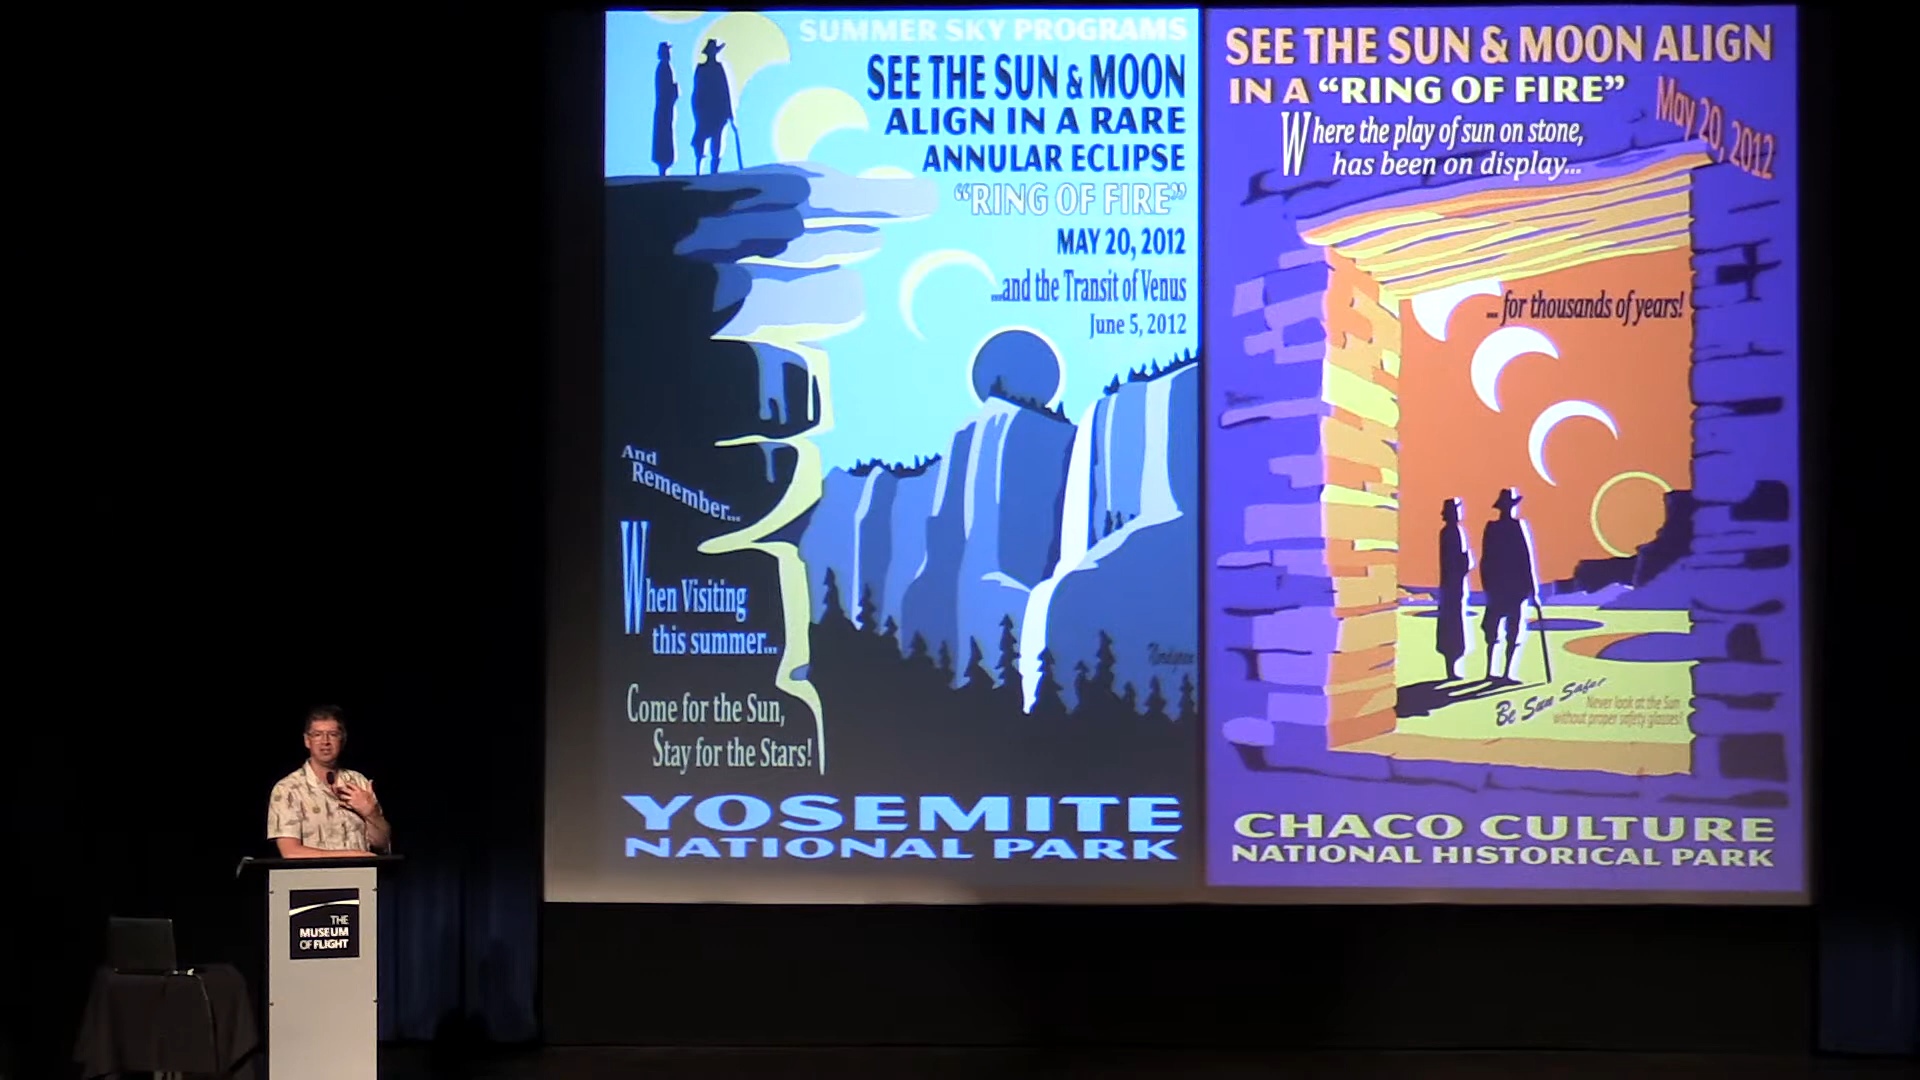 SUMMER SKY PROGRAMS
SEE THE SUN & MOON
ALIGN IN A RARE
ANNULAR ECLIPSE
“RING OF FIRE”
MAY 20, 2012
...and the Transit of Venus
June 5, 2012
And
Remember...
When Visiting
this summer...
Come for the Sun,
Stay for the Stars!
YOSEMITE
NATIONAL PARK
SEE THE SUN & MOON ALIGN
IN A “RING OF FIRE”
May 20, 2012
Where the play of sun on stone,
has been on display...
... for thousands of years!
Be Sun Safe!
Never look at the Sun
without proper safety glasses!
CHACO CULTURE
NATIONAL HISTORICAL PARK
THE
MUSEUM
OF FLIGHT